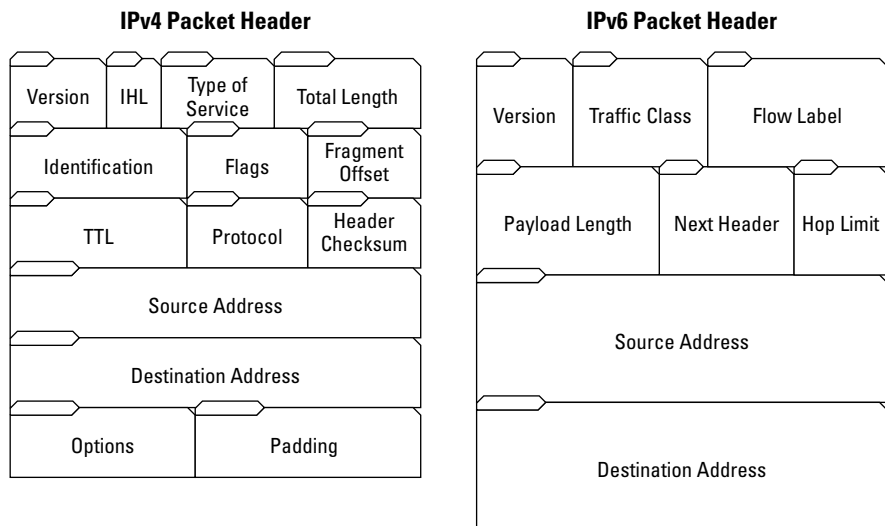 IPv4 Packet Header
Version IHL Type of Service Total Length
Identification Flags Fragment Offset
TTL Protocol Header Checksum
Source Address
Destination Address
Options Padding
IPv6 Packet Header
Version Traffic Class Flow Label
Payload Length Next Header Hop Limit
Source Address
Destination Address